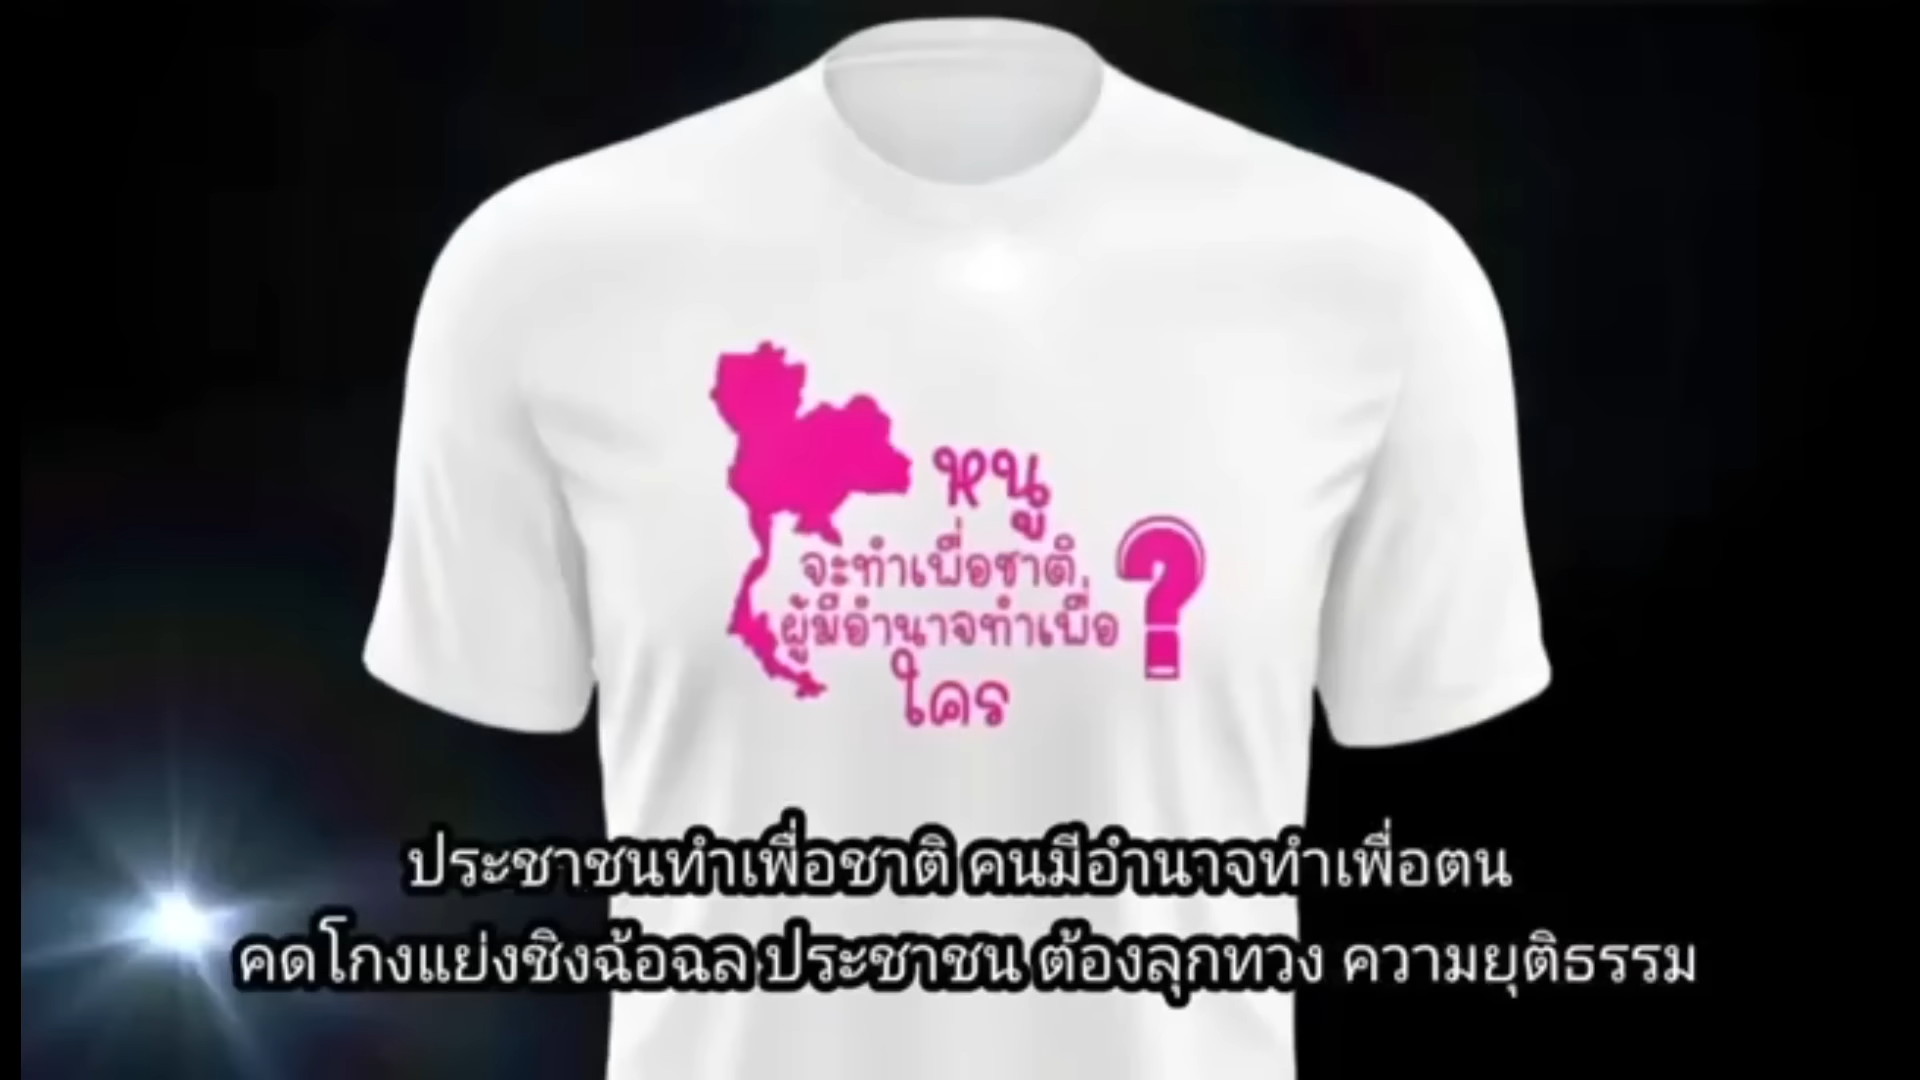 หนู
จะทำเพื่อชาติ
ผู้มีอำนาจทำเพื่อ
ใคร
?
ประชาชนทำเพื่อชาติ คนมีอำนาจทำเพื่อตน
คดโกงแย่งชิงฉ้อฉล ประชาชน ต้องลุกทวง ความยุติธรรม